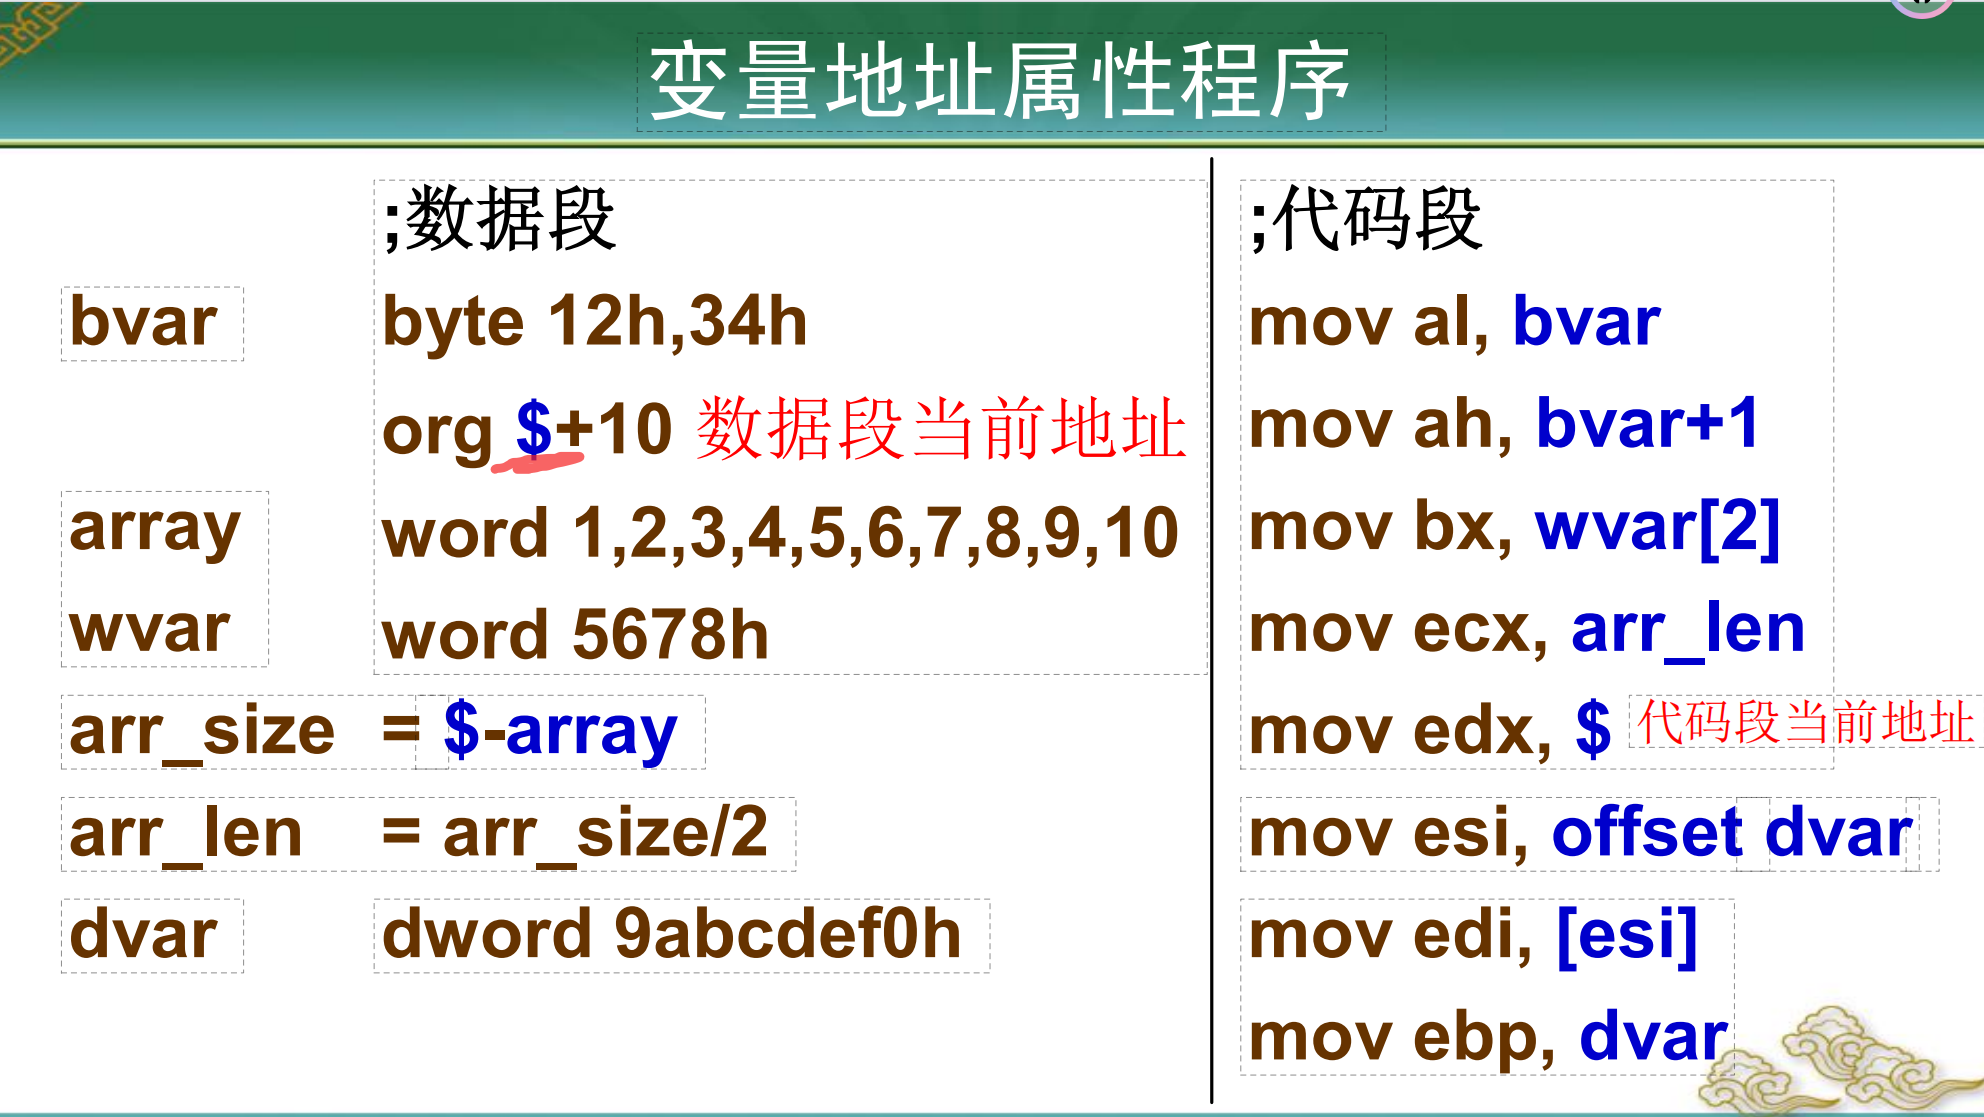 变量地址属性程序
;数据段
bvar byte 12h,34h
org $+10 数据段当前地址
array word 1,2,3,4,5,6,7,8,9,10
wvar word 5678h
arr_size = $-array
arr_len = arr_size/2
dvar dword 9abcdef0h
;代码段
mov al, bvar
mov ah, bvar+1
mov bx, wvar[2]
mov ecx, arr_len
mov edx, $ 代码段当前地址
mov esi, offset dvar
mov edi, [esi]
mov ebp, dvar